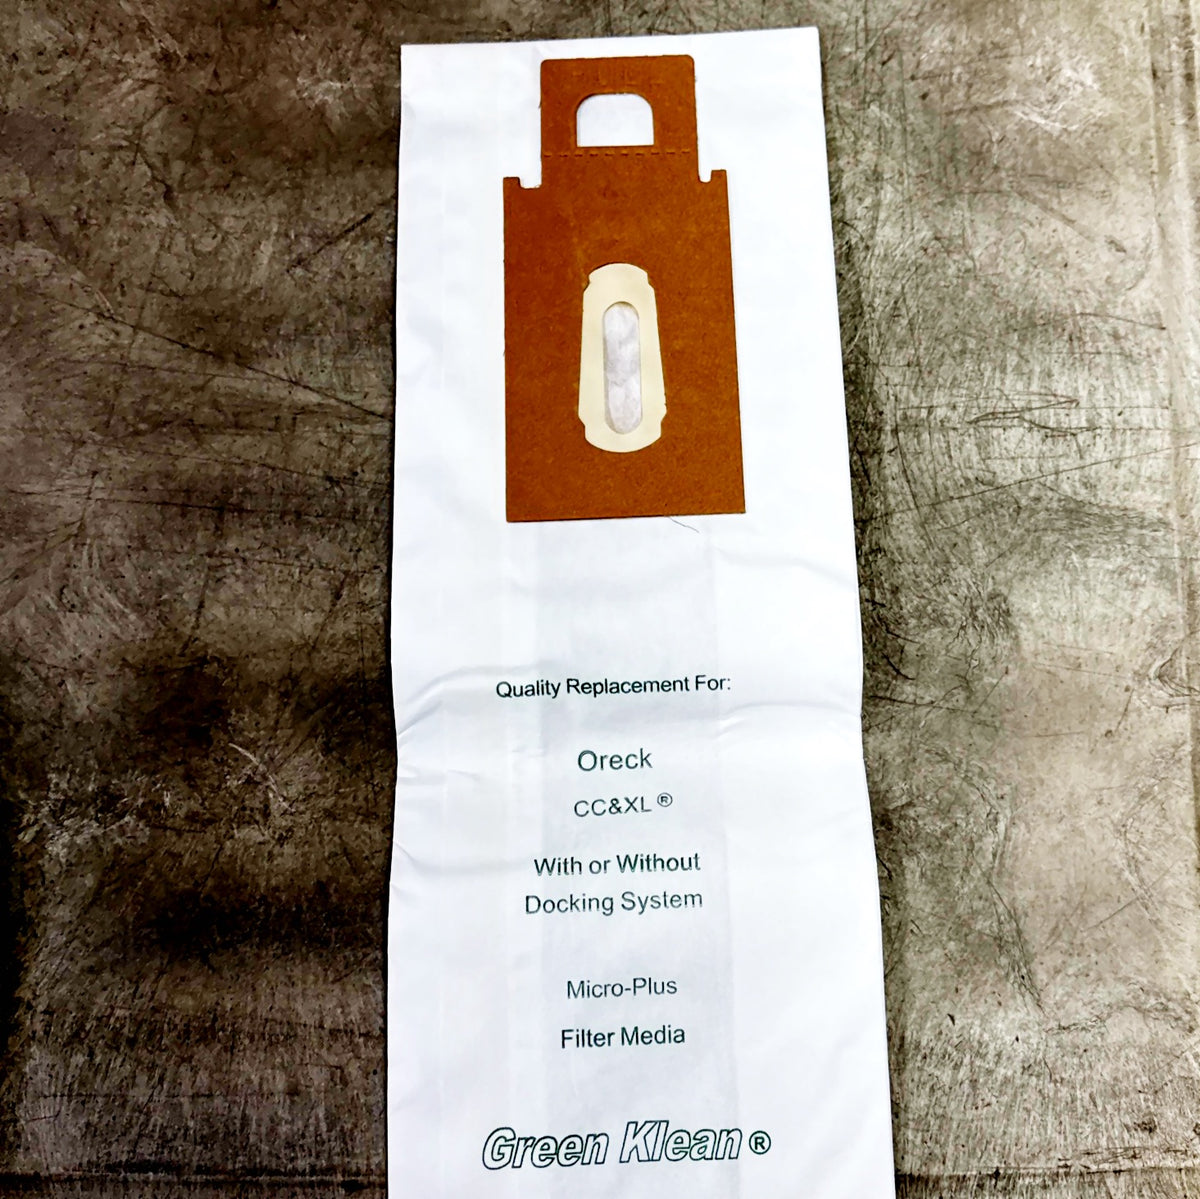 Quality Replacement For:
Oreck
CC&XL®
With or Without
Docking System
Micro-Plus
Filter Media
Green Klean®